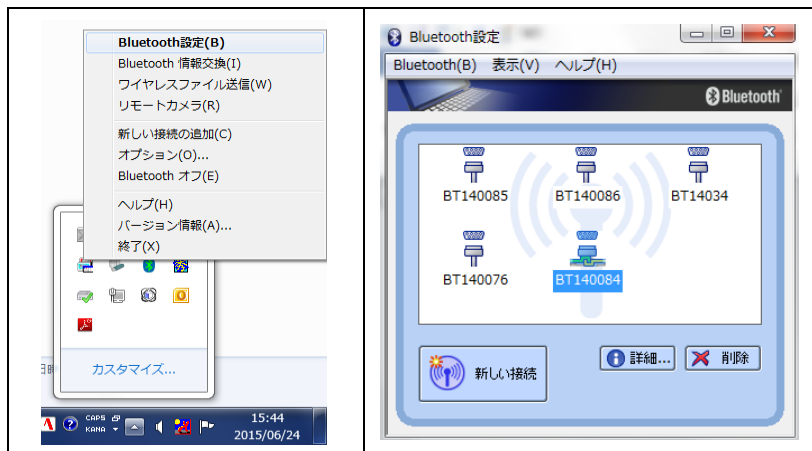 Bluetooth設定(B)
Bluetooth 情報交換(I)
ワイヤレスファイル送信(W)
リモートカメラ(R)
新しい接続の追加(C)
オプション(O)...
Bluetooth オフ(E)
ヘルプ(H)
バージョン情報(A)...
終了(X)
カスタマイズ...
CAPS
KANA
15:44
2015/06/24
Bluetooth設定
Bluetooth(B) 表示(V) ヘルプ(H)
Bluetooth
BT140085 BT140086 BT14034
BT140076 BT140084
新しい接続
詳細... 削除